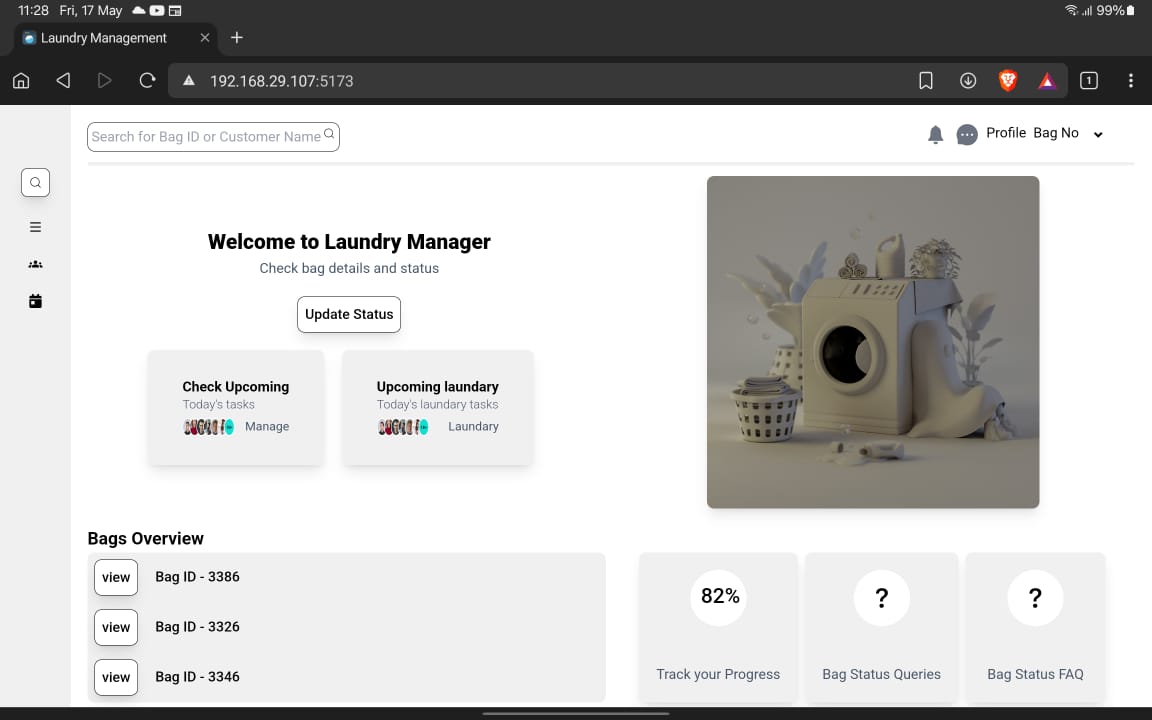 11:28 Fri, 17 May
99%
Laundry Management
192.168.29.107:5173
1
Search for Bag ID or Customer Name
Profile Bag No
Welcome to Laundry Manager
Check bag details and status
Update Status
Check Upcoming
Today's tasks
Manage
Upcoming laundary
Today's laundary tasks
Laundary
Bags Overview
view Bag ID - 3386
view Bag ID - 3326
view Bag ID - 3346
82%
Track your Progress
?
Bag Status Queries
?
Bag Status FAQ